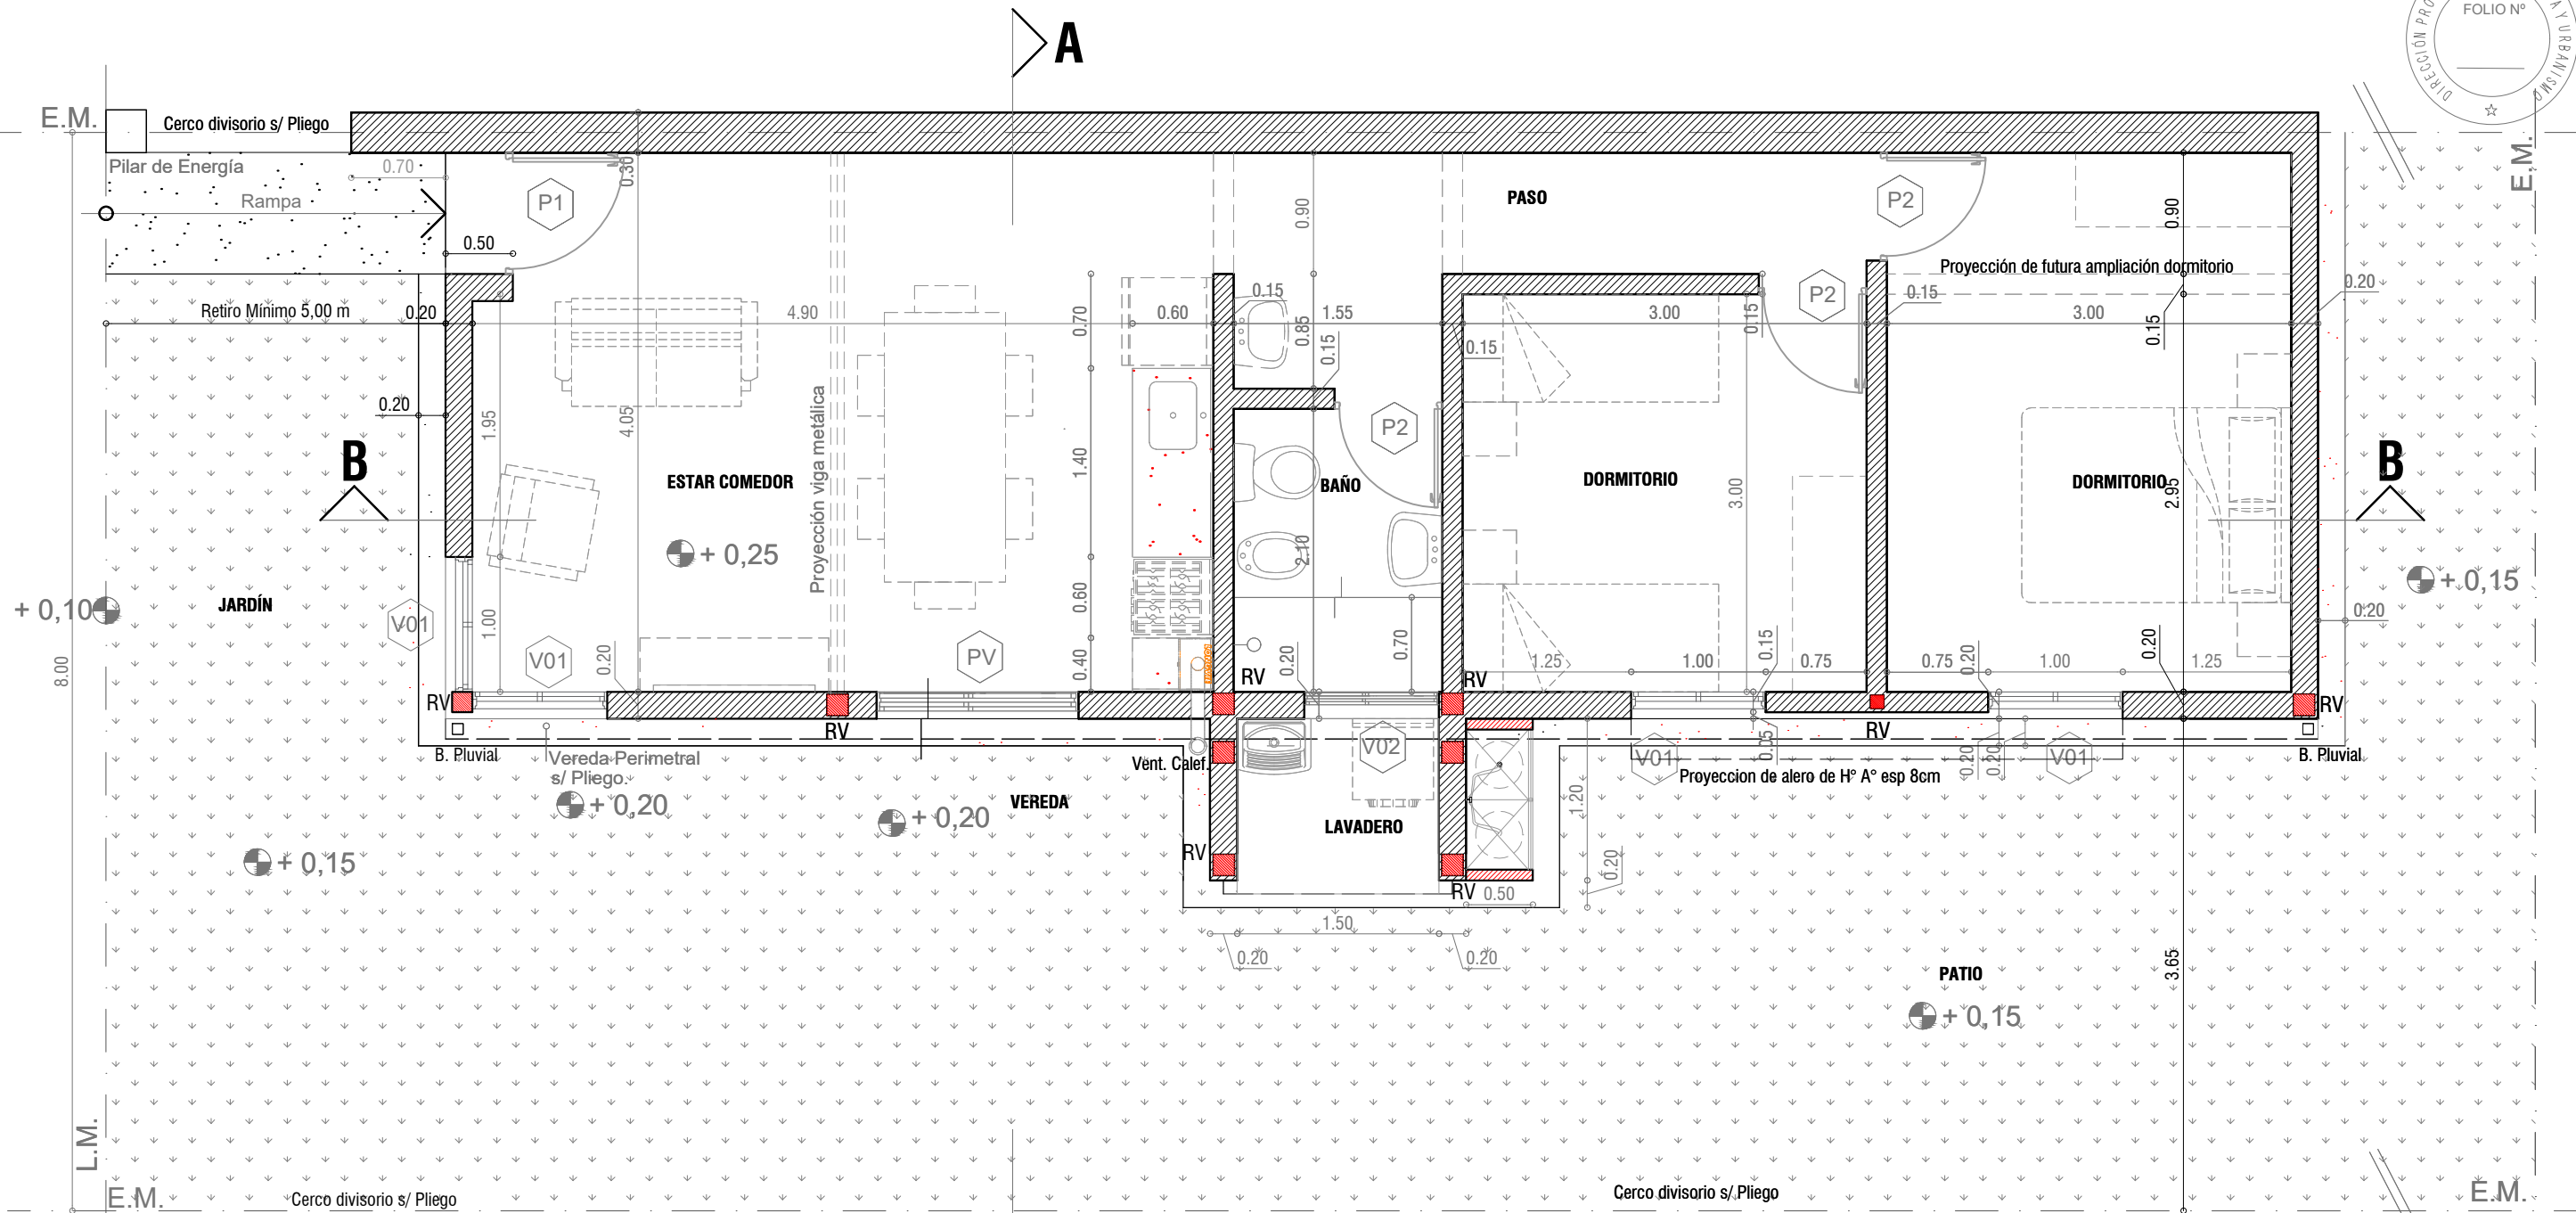 A
FOLIO Nº
DIRECCIÓN PRO
A Y URBANISMO
E.M.
Cerco divisorio s/ Pliego
Pilar de Energía
0.70
0.30
P1
PASO
P2
0.90
0.90
E.M.
Rampa
0.50
Proyección de futura ampliación dormitorio
Retiro Mínimo 5,00 m
0.20
4.90
0.70
0.60
0.15
0.85
1.55
0.15
0.15
3.00
0.15
P2
0.15
3.00
0.15
0.20
0.20
1.95
4.05
Proyección viga metálica
1.40
P2
B
ESTAR COMEDOR
BAÑO
DORMITORIO
3.00
DORMITORIO
2.95
B
+ 0,25
2.10
+ 0,10
JARDÍN
V01
1.00
0.60
+ 0,15
0.20
8.00
V01
0.20
PV
0.40
RV
0.20
0.70
RV
1.25
1.00
0.15
0.75
0.75
0.20
1.00
0.20
1.25
RV
RV
RV
RV
B. Pluvial
Vereda Perimetral
s/ Pliego.
Vent. Calef.
V02
V01
0.05
Proyeccion de alero de H° A° esp 8cm
0.20
0.20
V01
B. Pluvial
+ 0,20
+ 0,20
VEREDA
LAVADERO
1.20
0.20
+ 0,15
RV
RV
0.50
1.50
0.20
0.20
3.65
PATIO
+ 0,15
L.M.
E.M.
Cerco divisorio s/ Pliego
Cerco divisorio s/ Pliego
E.M.